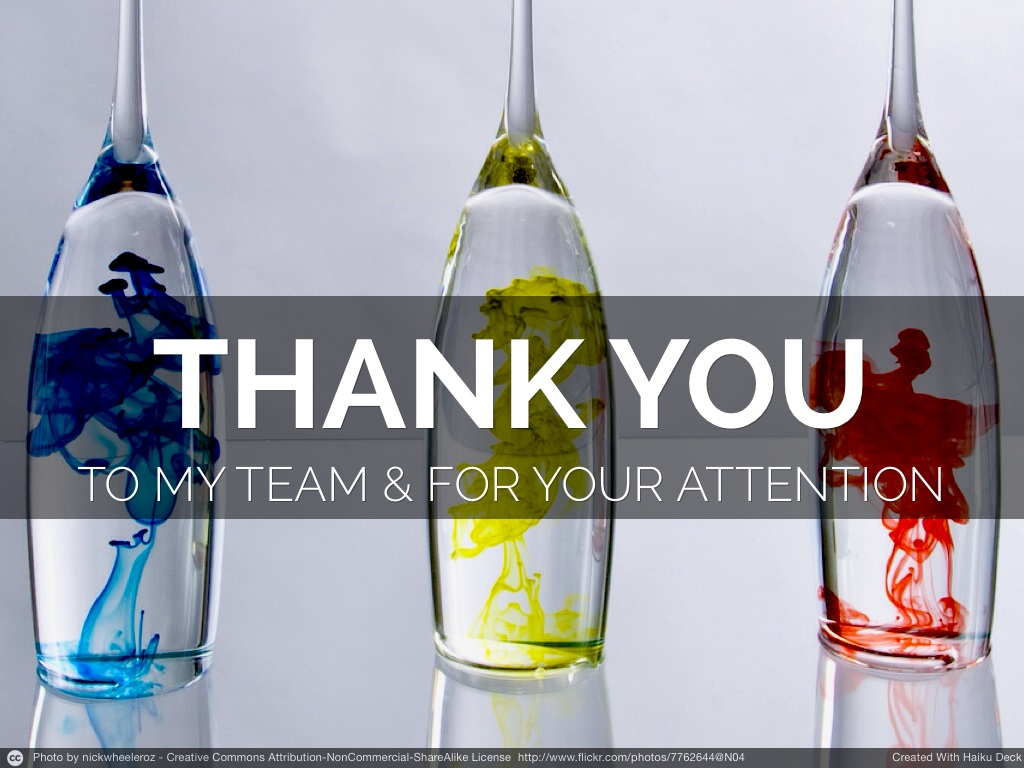 THANK YOU
TO MY TEAM & FOR YOUR ATTENTION
cc Photo by nickwheeleroz - Creative Commons Attribution-NonCommercial-ShareAlike License http://www.flickr.com/photos/7762644@N04 Created With Haiku Deck